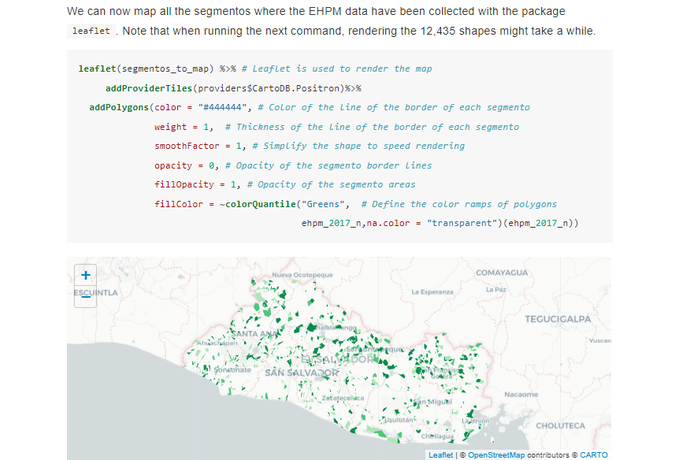 We can now map all the segmentos where the EHPM data have been collected with the package
leaflet . Note that when running the next command, rendering the 12,435 shapes might take a while.
leaflet(segmentos_to_map) %>% # Leaflet is used to render the map
addProviderTiles(providers$CartoDB.Positron)%>%
addPolygons(color = "#444444", # Color of the line of the border of each segmento
weight = 1, # Thickness of the line of the border of each segmento
smoothFactor = 1, # Simplify the shape to speed rendering
opacity = 0, # Opacity of the segmento border lines
fillOpacity = 1, # Opacity of the segmento areas
fillColor = ~colorQuantile("Greens", # Define the color ramps of polygons
ehpm_2017_n,na.color = "transparent")(ehpm_2017_n))
+
−
Nueva Ocotepeque
COMAYAGUA
ESCUINTLA
La Esperanza
La Paz
TEGUCIGALPA
SANTA ANA
Ahuachapán
Yuscar
EL SALVADOR
Sonsonate
SAN SALVADOR
Zacatecoluca
San Miguel
Nacaome
Usulután
La Unión
CHOLUTECA
Chirilagua
Leaflet | © OpenStreetMap contributors © CARTO